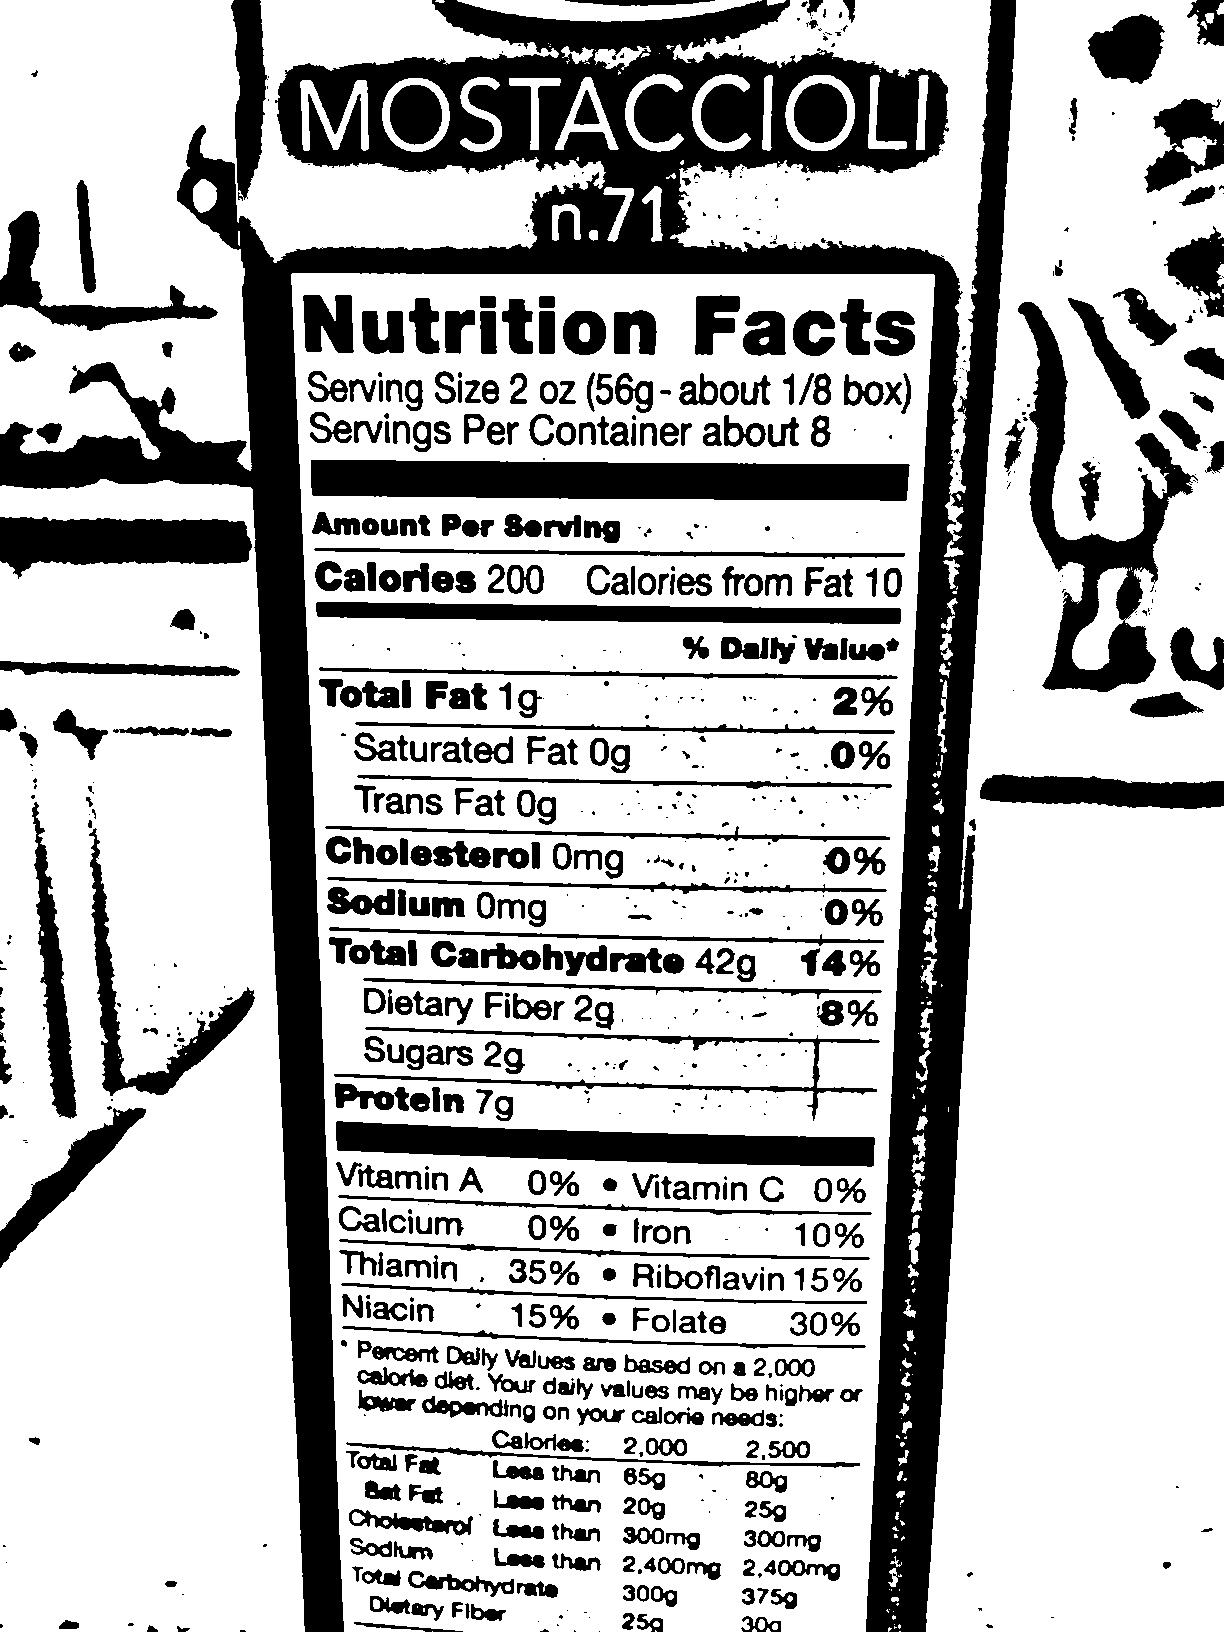 MOSTACCIOLI
n.71
Nutrition Facts
Serving Size 2 oz (56g - about 1/8 box)
Servings Per Container about 8
Amount Per Serving
Calories 200 Calories from Fat 10
% Daily Value*
Total Fat 1g 2%
Saturated Fat 0g 0%
Trans Fat 0g
Cholesterol 0mg 0%
Sodium 0mg 0%
Total Carbohydrate 42g 14%
Dietary Fiber 2g 8%
Sugars 2g
Protein 7g
Vitamin A 0% • Vitamin C 0%
Calcium 0% • Iron 10%
Thiamin 35% • Riboflavin 15%
Niacin 15% • Folate 30%
* Percent Daily Values are based on a 2,000
calorie diet. Your daily values may be higher or
lower depending on your calorie needs:
Calories: 2,000 2,500
Total Fat Less than 65g 80g
Sat Fat Less than 20g 25g
Cholesterol Less than 300mg 300mg
Sodium Less than 2,400mg 2,400mg
Total Carbohydrate 300g 375g
Dietary Fiber 25g 30g